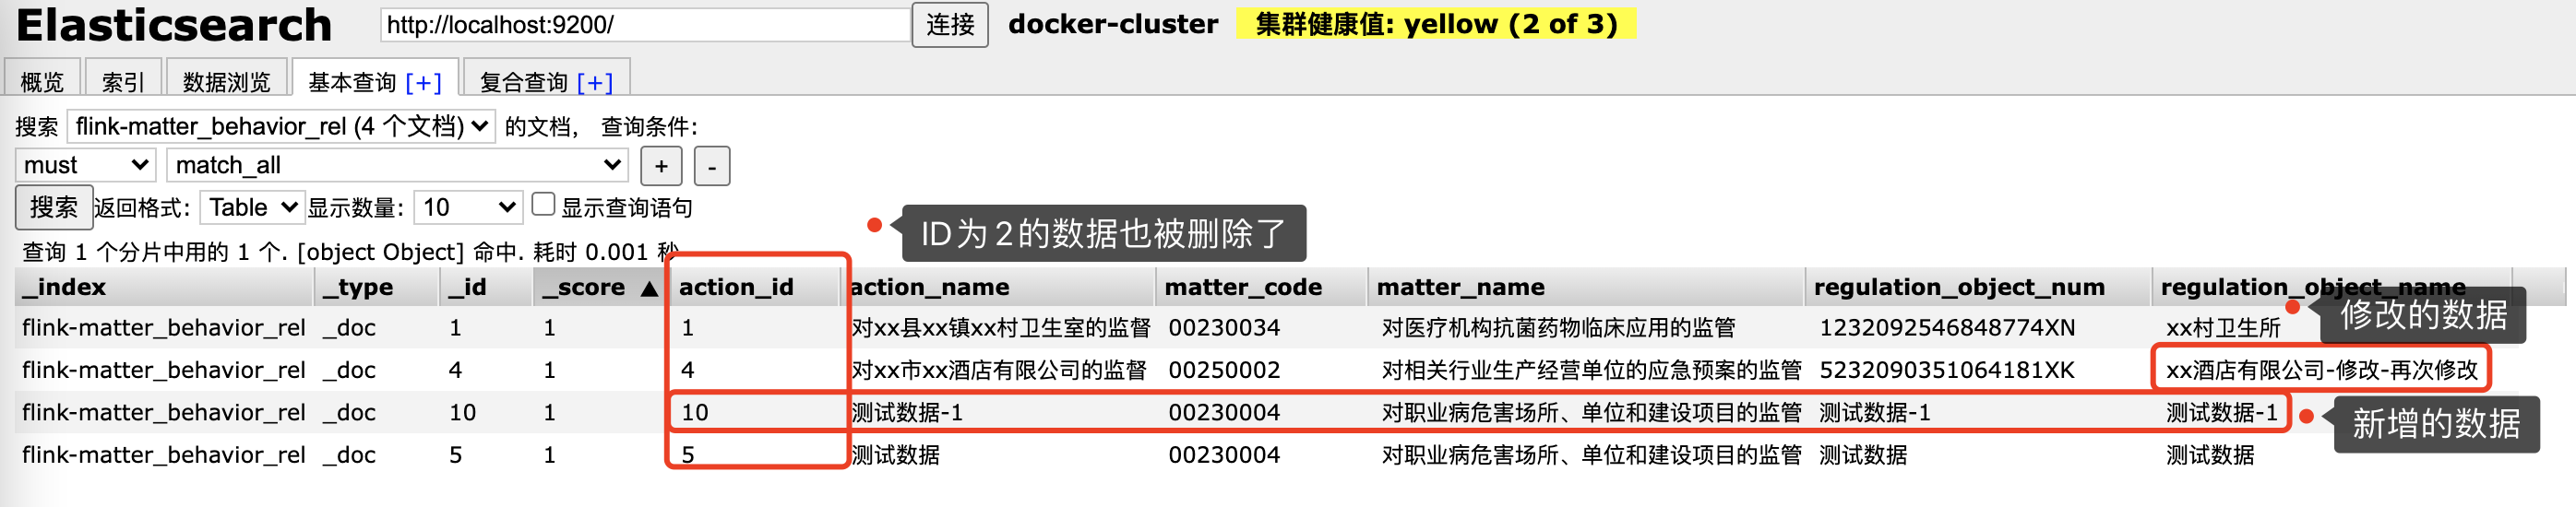 Elasticsearch http://localhost:9200/ 连接 docker-cluster 集群健康值: yellow (2 of 3)
概览 索引 数据浏览 基本查询 [+] 复合查询 [+]
搜索 flink-matter_behavior_rel (4 个文档) 的文档， 查询条件:
must match_all + -
搜索 返回格式: Table 显示数量: 10 显示查询语句
ID为2的数据也被删除了
查询 1 个分片中用的 1 个. [object Object] 命中. 耗时 0.001 秒
_index _type _id _score ▲ action_id action_name matter_code matter_name regulation_object_num regulation_object_name
修改的数据
flink-matter_behavior_rel _doc 1 1 1 对xx县xx镇xx村卫生室的监督 00230034 对医疗机构抗菌药物临床应用的监管 1232092546848774XN xx村卫生所
flink-matter_behavior_rel _doc 4 1 4 对xx市xx酒店有限公司的监督 00250002 对相关行业生产经营单位的应急预案的监管 5232090351064181XK xx酒店有限公司-修改-再次修改
flink-matter_behavior_rel _doc 10 1 10 测试数据-1 00230004 对职业病危害场所、单位和建设项目的监管 测试数据-1 测试数据-1
新增的数据
flink-matter_behavior_rel _doc 5 1 5 测试数据 00230004 对职业病危害场所、单位和建设项目的监管 测试数据 测试数据